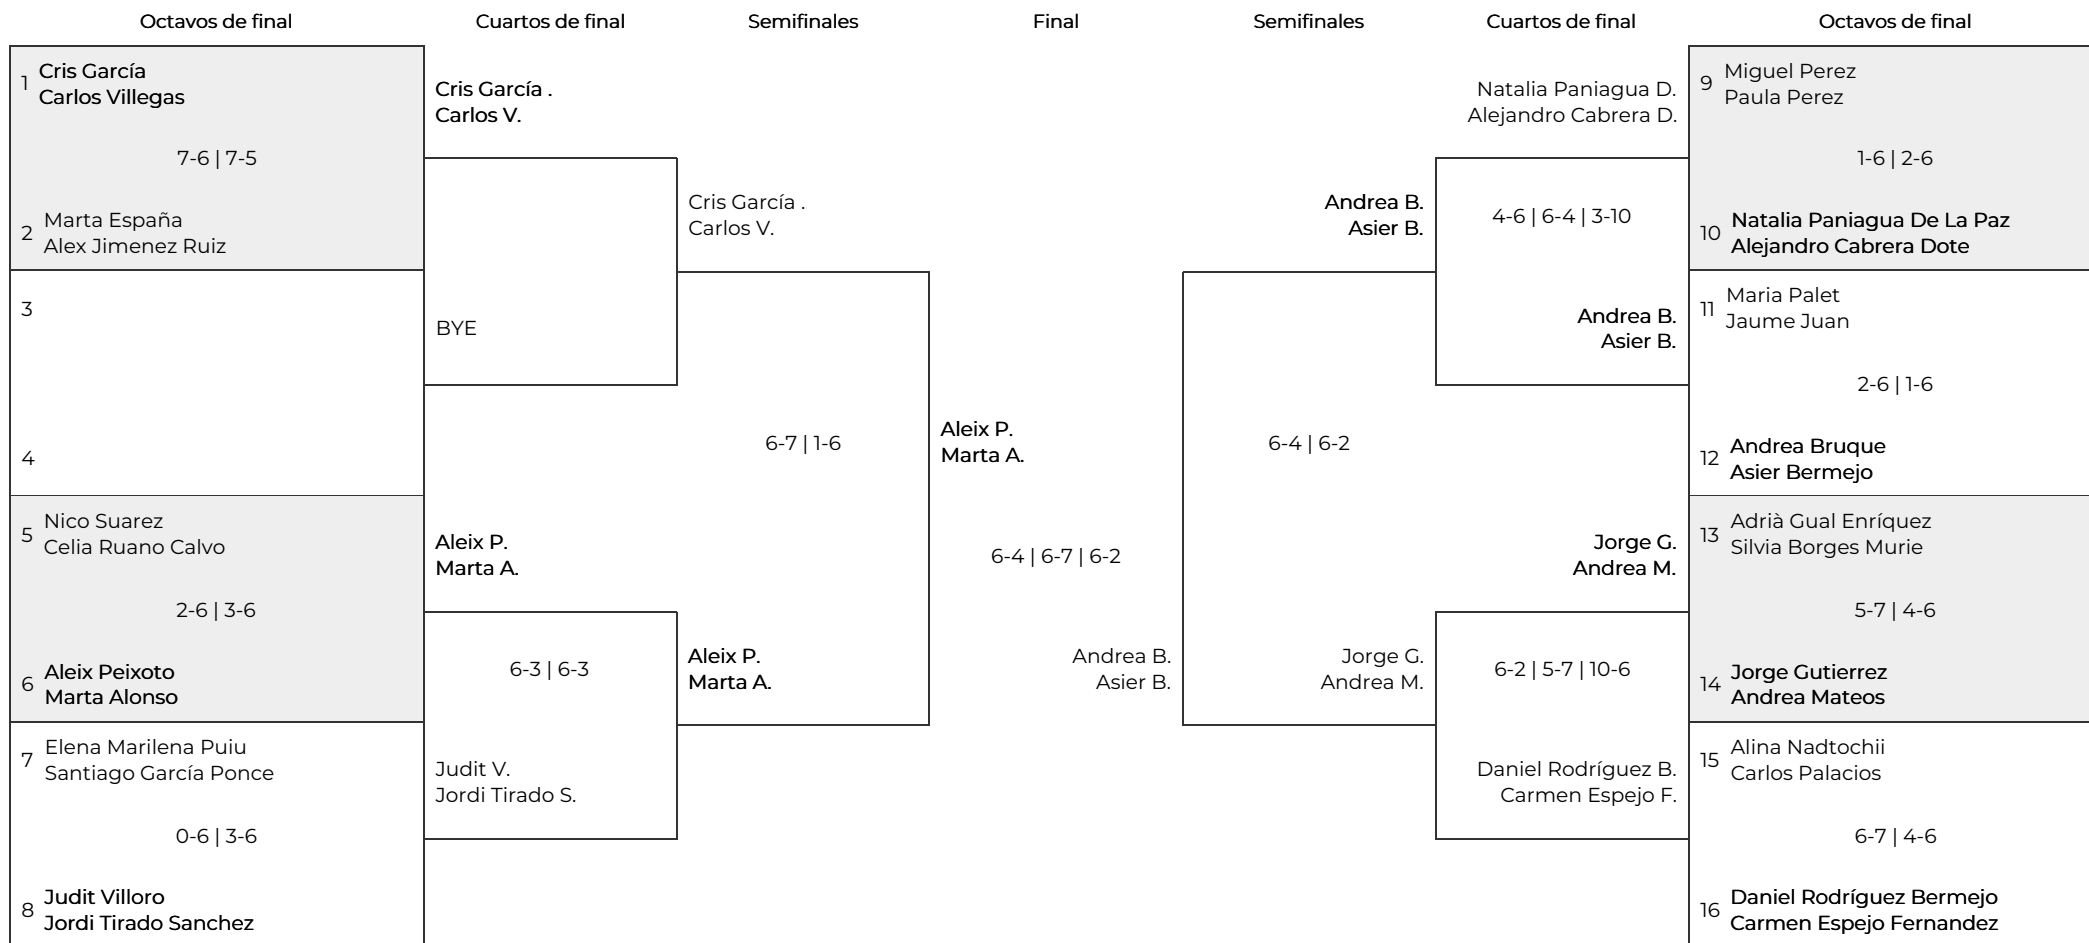 Octavos de final
Cuartos de final
Semifinales
Final
Semifinales
Cuartos de final
Octavos de final
1
Cris García
Carlos Villegas
7-6 | 7-5
2
Marta España
Alex Jimenez Ruiz
3
4
5
Nico Suarez
Celia Ruano Calvo
2-6 | 3-6
6
Aleix Peixoto
Marta Alonso
7
Elena Marilena Puiu
Santiago García Ponce
0-6 | 3-6
8
Judit Villoro
Jordi Tirado Sanchez
Cris García .
Carlos V.
BYE
Aleix P.
Marta A.
6-3 | 6-3
Judit V.
Jordi Tirado S.
Cris García .
Carlos V.
6-7 | 1-6
Aleix P.
Marta A.
Aleix P.
Marta A.
6-4 | 6-7 | 6-2
Andrea B.
Asier B.
Andrea B.
Asier B.
6-4 | 6-2
Jorge G.
Andrea M.
Natalia Paniagua D.
Alejandro Cabrera D.
4-6 | 6-4 | 3-10
Andrea B.
Asier B.
Jorge G.
Andrea M.
6-2 | 5-7 | 10-6
Daniel Rodríguez B.
Carmen Espejo F.
9
Miguel Perez
Paula Perez
1-6 | 2-6
10
Natalia Paniagua De La Paz
Alejandro Cabrera Dote
11
Maria Palet
Jaume Juan
2-6 | 1-6
12
Andrea Bruque
Asier Bermejo
13
Adrià Gual Enríquez
Silvia Borges Murie
5-7 | 4-6
14
Jorge Gutierrez
Andrea Mateos
15
Alina Nadtochii
Carlos Palacios
6-7 | 4-6
16
Daniel Rodríguez Bermejo
Carmen Espejo Fernandez